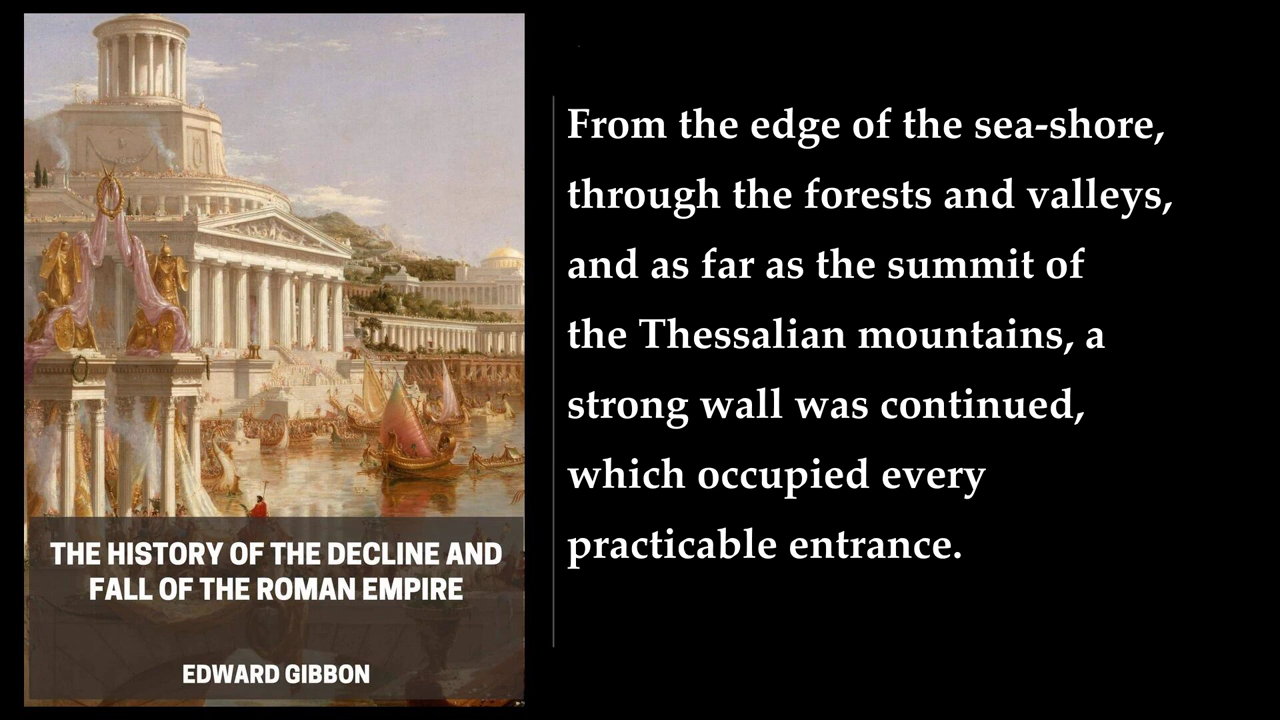 THE HISTORY OF THE DECLINE AND
FALL OF THE ROMAN EMPIRE
EDWARD GIBBON
From the edge of the sea-shore,
through the forests and valleys,
and as far as the summit of
the Thessalian mountains, a
strong wall was continued,
which occupied every
practicable entrance.